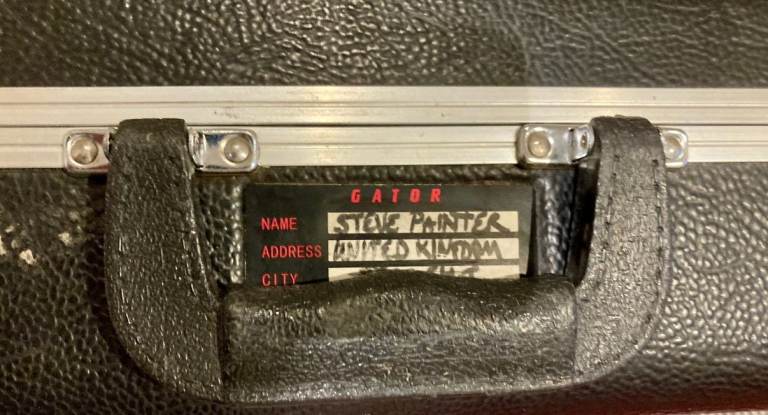 GATOR
NAME STEVE PAINTER
ADDRESS UNITED KINGDOM
CITY